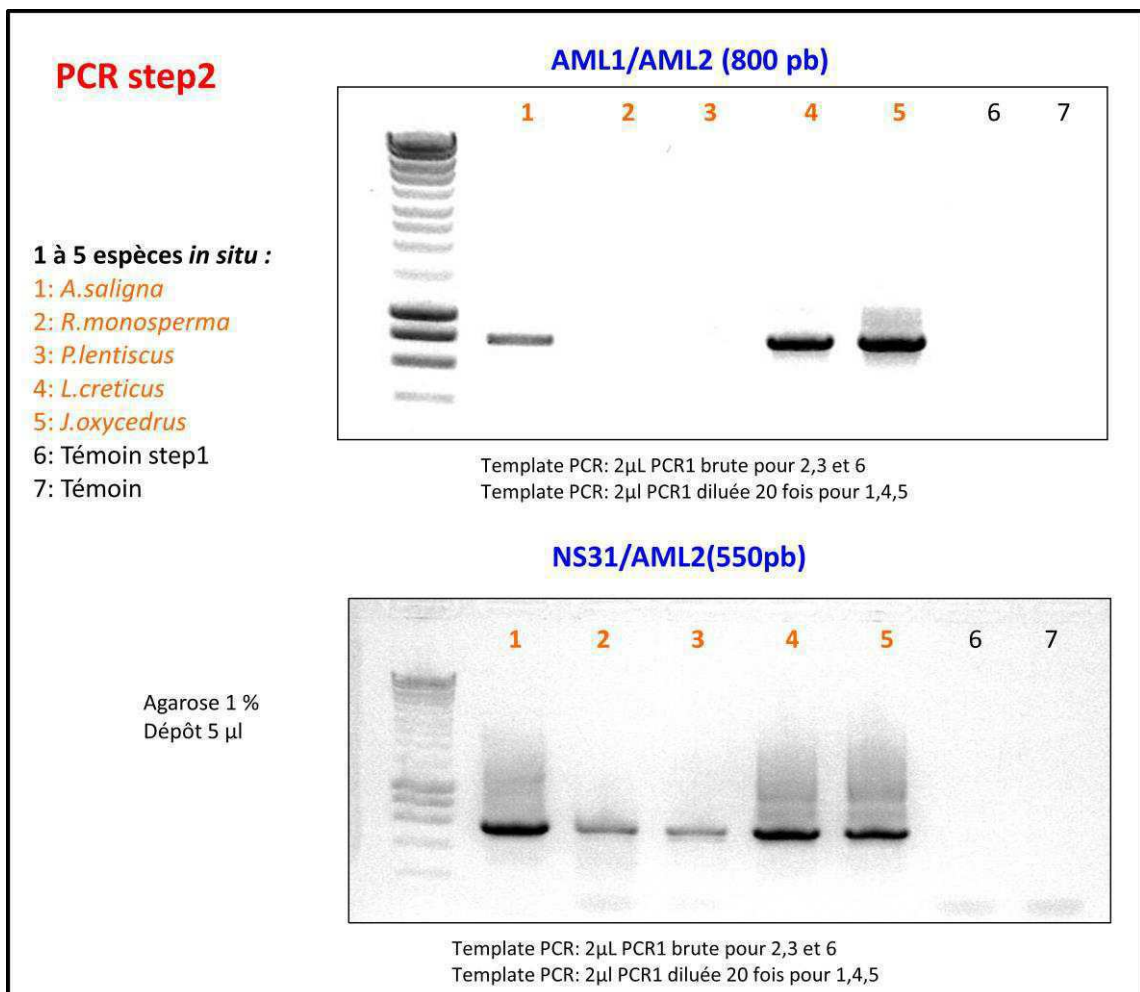 PCR step2
AML1/AML2 (800 pb)
1 2 3 4 5 6 7
1 à 5 espèces in situ :
1: A.saligna
2: R.monosperma
3: P.lentiscus
4: L.creticus
5: J.oxycedrus
6: Témoin step1
7: Témoin
Template PCR: 2µL PCR1 brute pour 2,3 et 6
Template PCR: 2µl PCR1 diluée 20 fois pour 1,4,5
NS31/AML2(550pb)
1 2 3 4 5 6 7
Agarose 1 %
Dépôt 5 µl
Template PCR: 2µL PCR1 brute pour 2,3 et 6
Template PCR: 2µl PCR1 diluée 20 fois pour 1,4,5